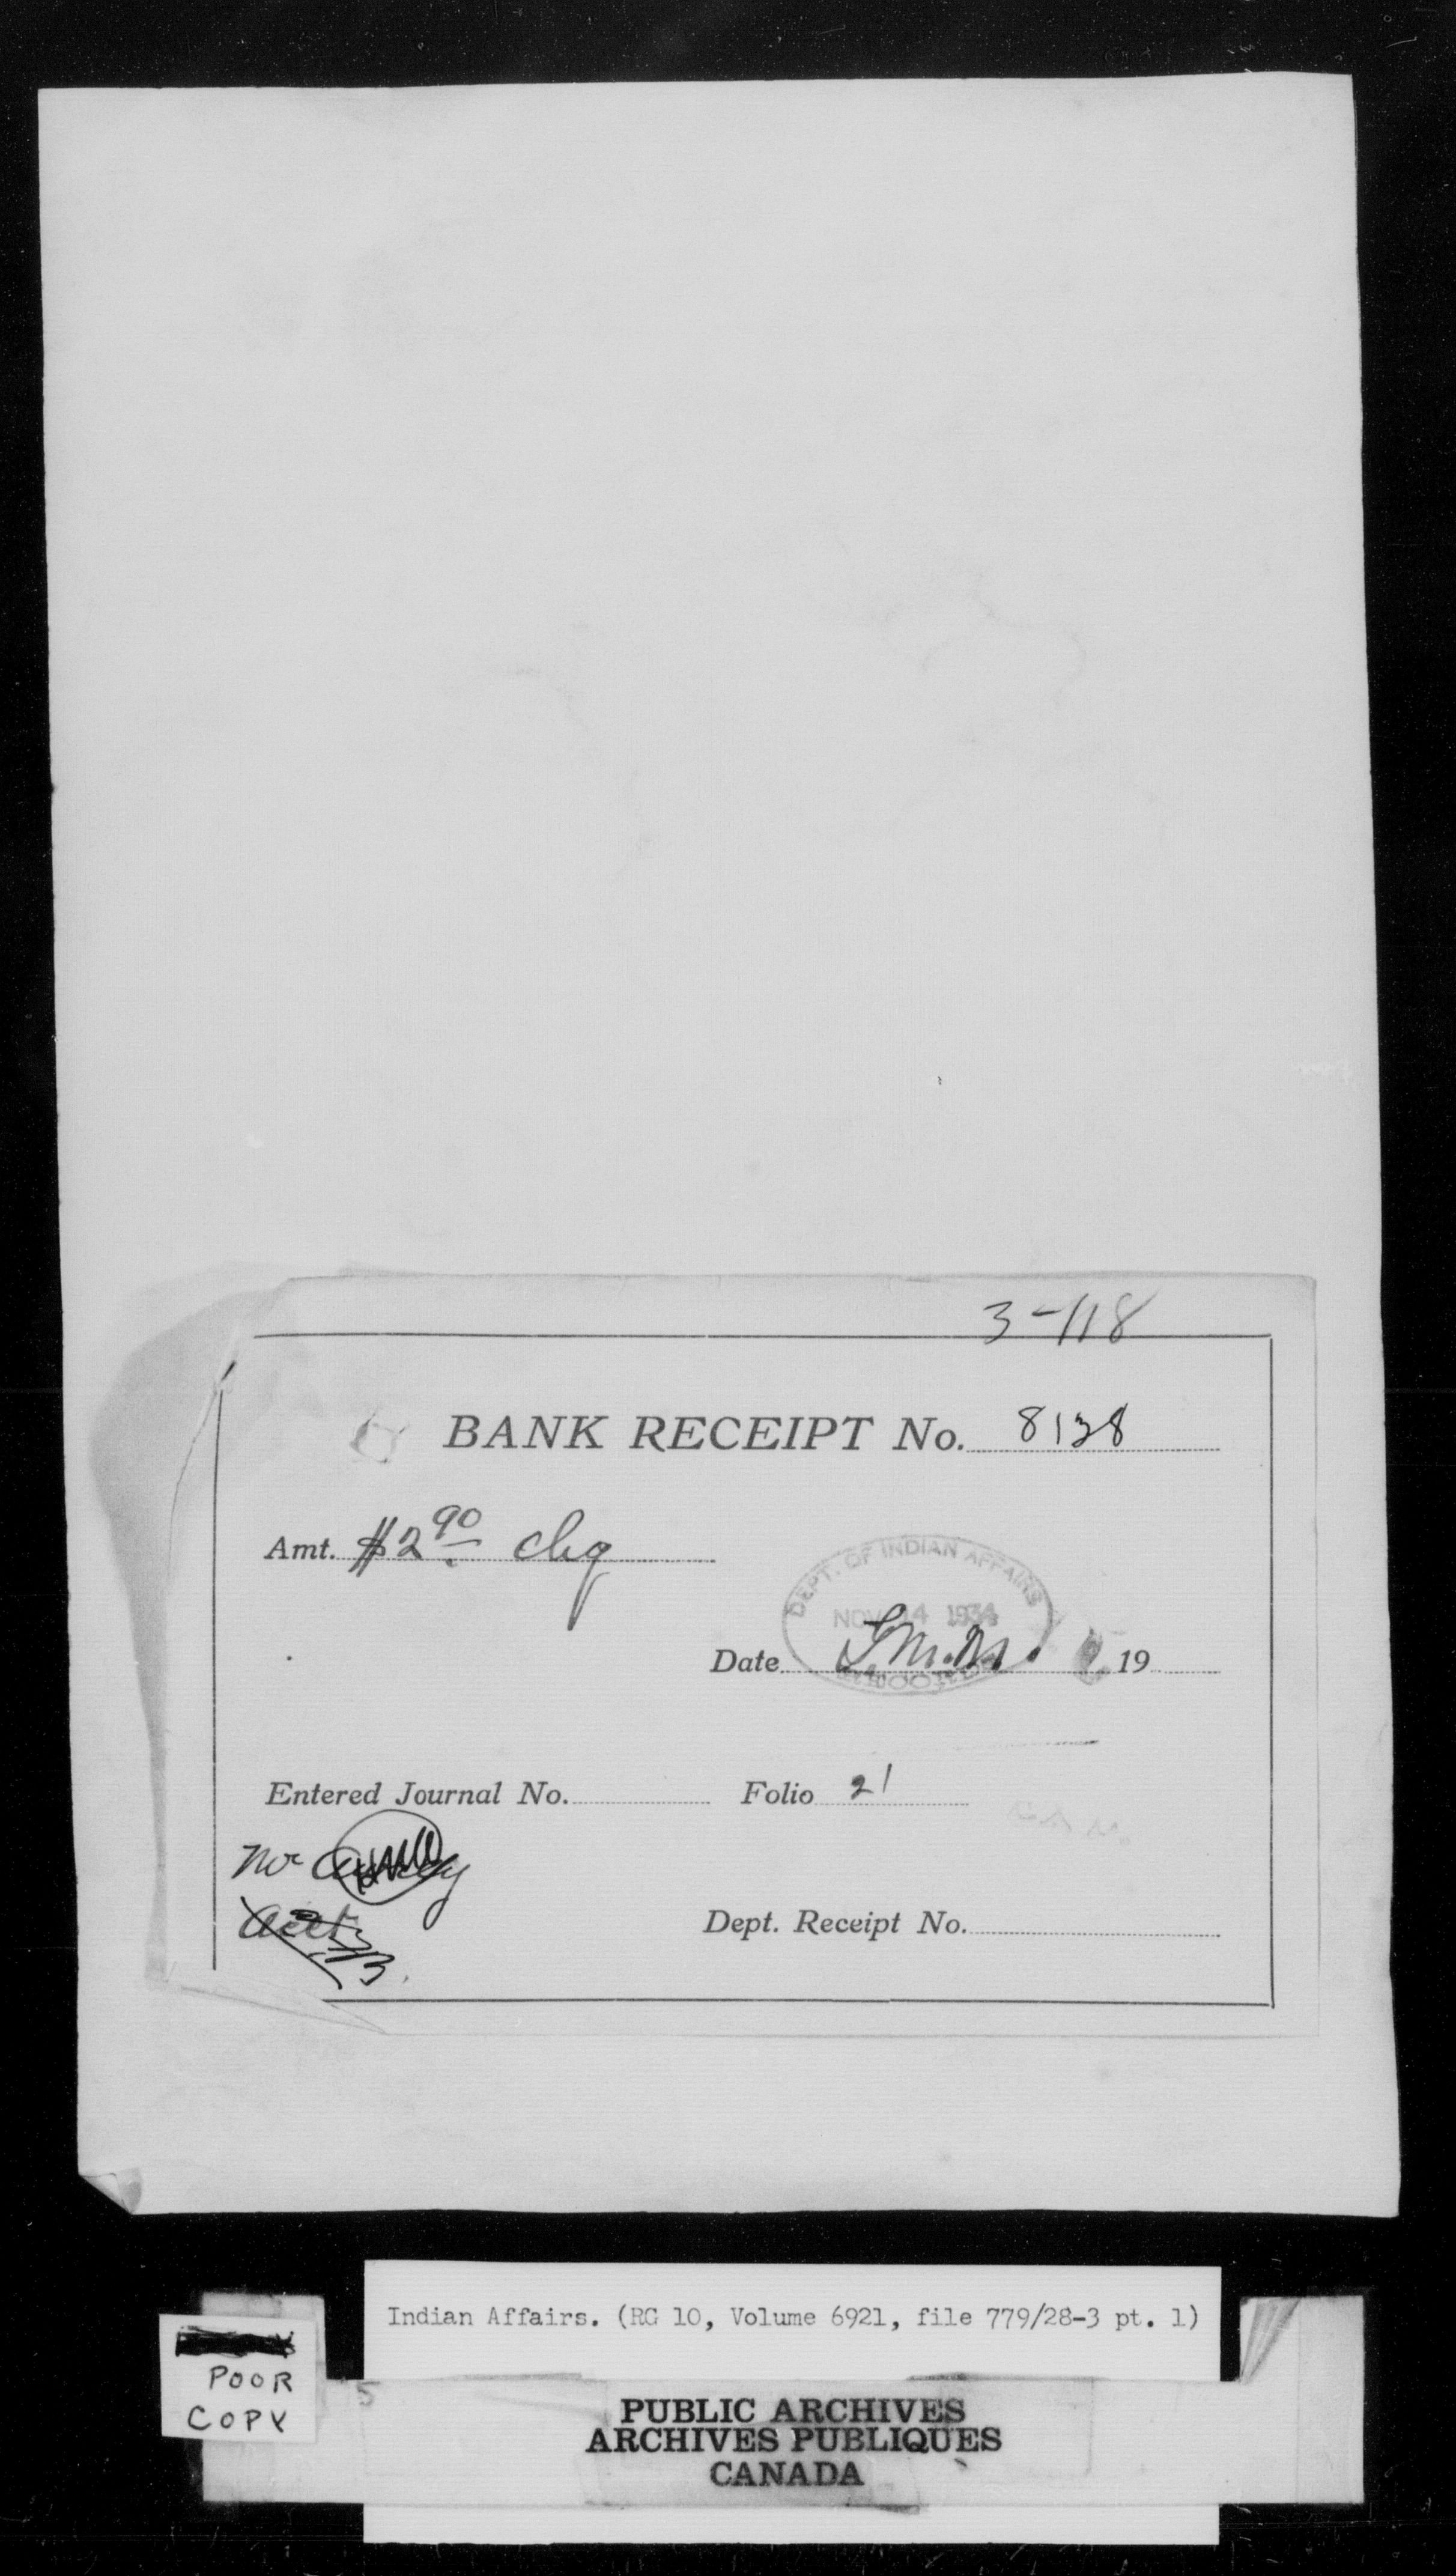 3-118
BANK RECEIPT No. 8138
Amt. $2 90 chq
DEPT. OF INDIAN AFFAIRS
NOV 14 1934
Date 19
Entered Journal No. Folio 21
Mr
Dept. Receipt No.
Indian Affairs. (RG 10, Volume 6921, file 779/28-3 pt. 1)
POOR
COPY
PUBLIC ARCHIVES
ARCHIVES PUBLIQUES
CANADA